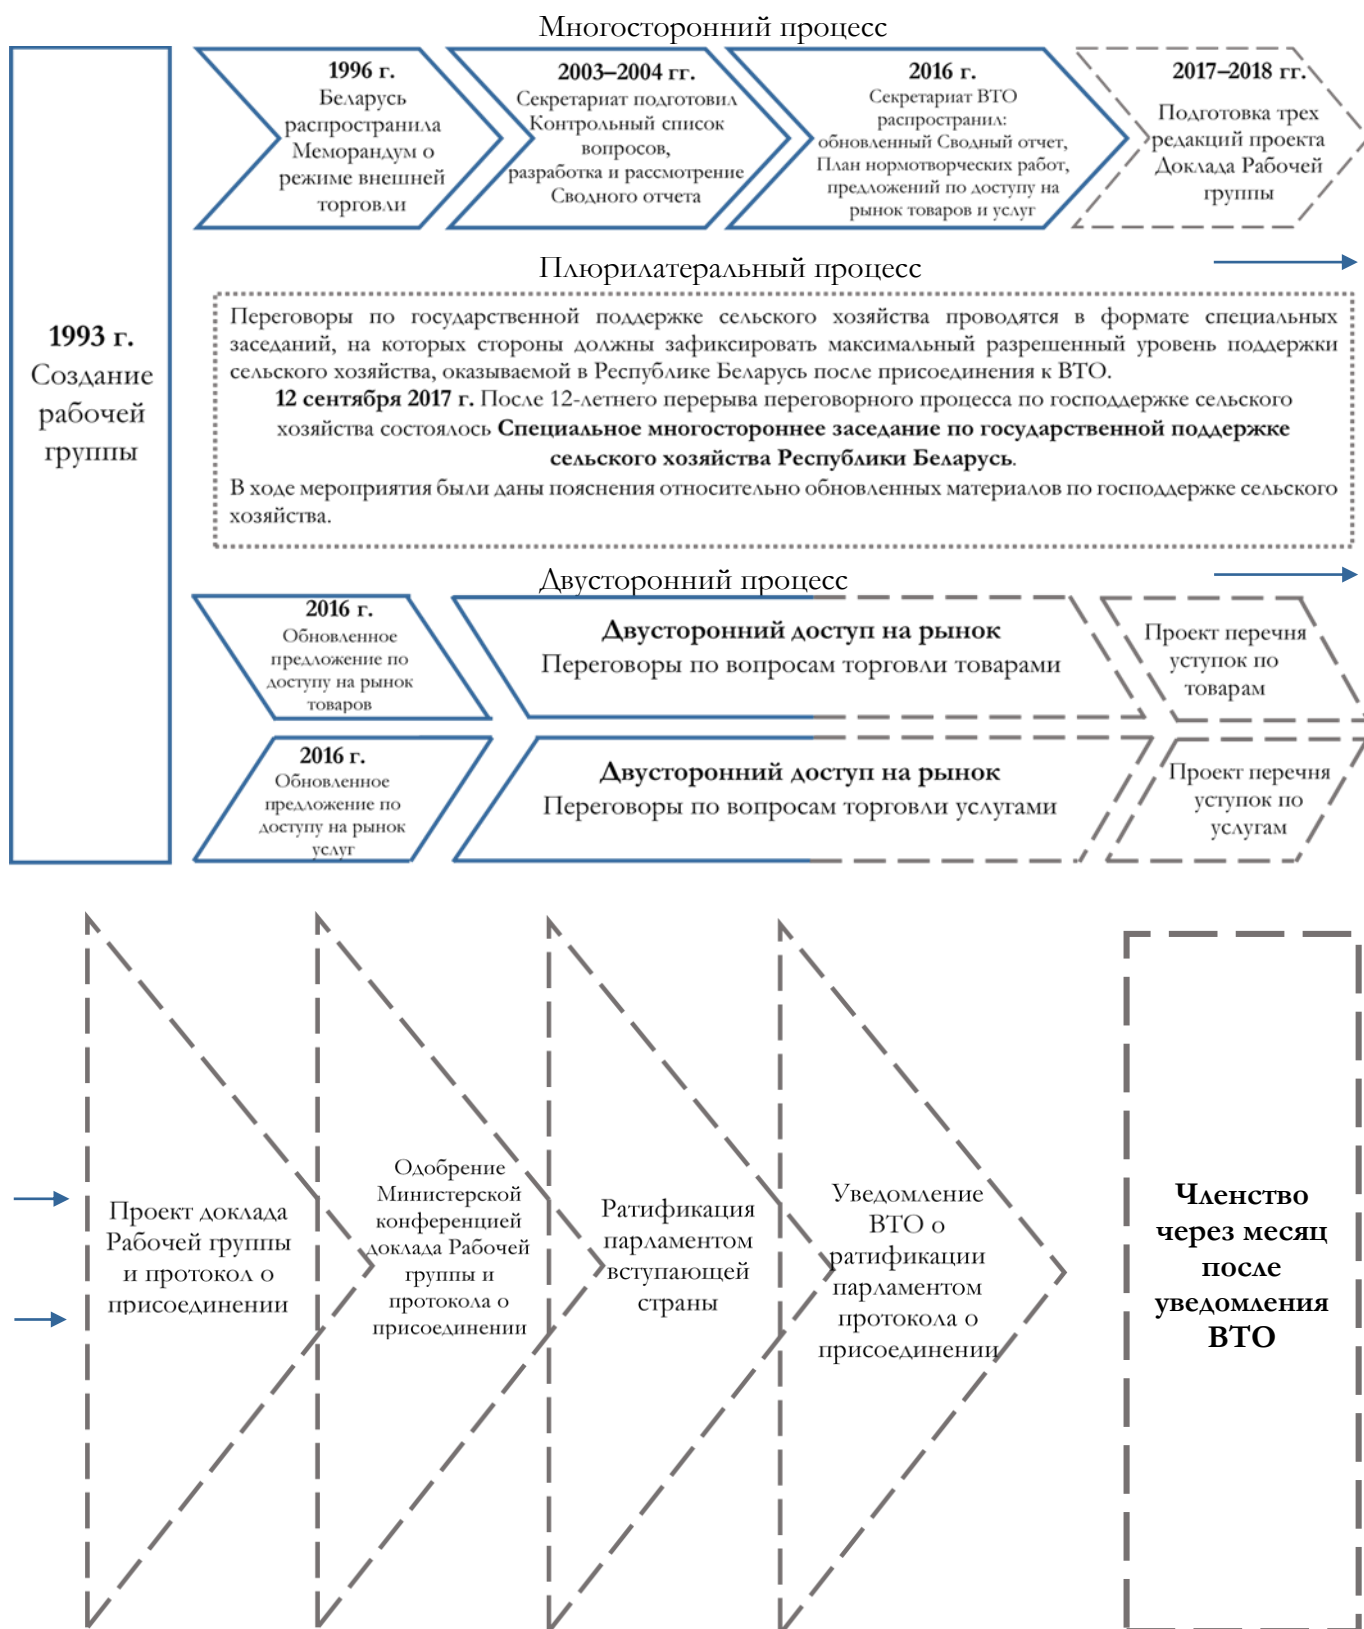 Многосторонний процесс
1993 г.
Создание
рабочей
группы
1996 г.
Беларусь
распространила
Меморандум о
режиме внешней
торговли
2003–2004 гг.
Секретариат подготовил
Контрольный список
вопросов,
разработка и рассмотрение
Сводного отчета
2016 г.
Секретариат ВТО
распространил:
обновленный Сводный отчет,
План нормотворческих работ,
предложений по доступу на
рынок товаров и услуг
2017–2018 гг.
Подготовка трех
редакций проекта
Доклада Рабочей
группы
Плюрилатеральный процесс
Переговоры по государственной поддержке сельского хозяйства проводятся в формате специальных
заседаний, на которых стороны должны зафиксировать максимальный разрешенный уровень поддержки
сельского хозяйства, оказываемой в Республике Беларусь после присоединения к ВТО.
12 сентября 2017 г. После 12-летнего перерыва переговорного процесса по господдержке сельского
хозяйства состоялось Специальное многостороннее заседание по государственной поддержке
сельского хозяйства Республики Беларусь.
В ходе мероприятия были даны пояснения относительно обновленных материалов по господдержке сельского
хозяйства.
Двусторонний процесс
2016 г.
Обновленное
предложение по
доступу на рынок
товаров
Двусторонний доступ на рынок
Переговоры по вопросам торговли товарами
Проект перечня
уступок по
товарам
2016 г.
Обновленное
предложение по
доступу на рынок
услуг
Двусторонний доступ на рынок
Переговоры по вопросам торговли услугами
Проект перечня
уступок по
услугам
Проект доклада
Рабочей группы
и протокол о
присоединении
Одобрение
Министерской
конференцией
доклада Рабочей
группы и
протокола о
присоединении
Ратификация
парламентом
вступающей
страны
Уведомление
ВТО о
ратификации
парламентом
протокола о
присоединении
Членство
через месяц
после
уведомления
ВТО